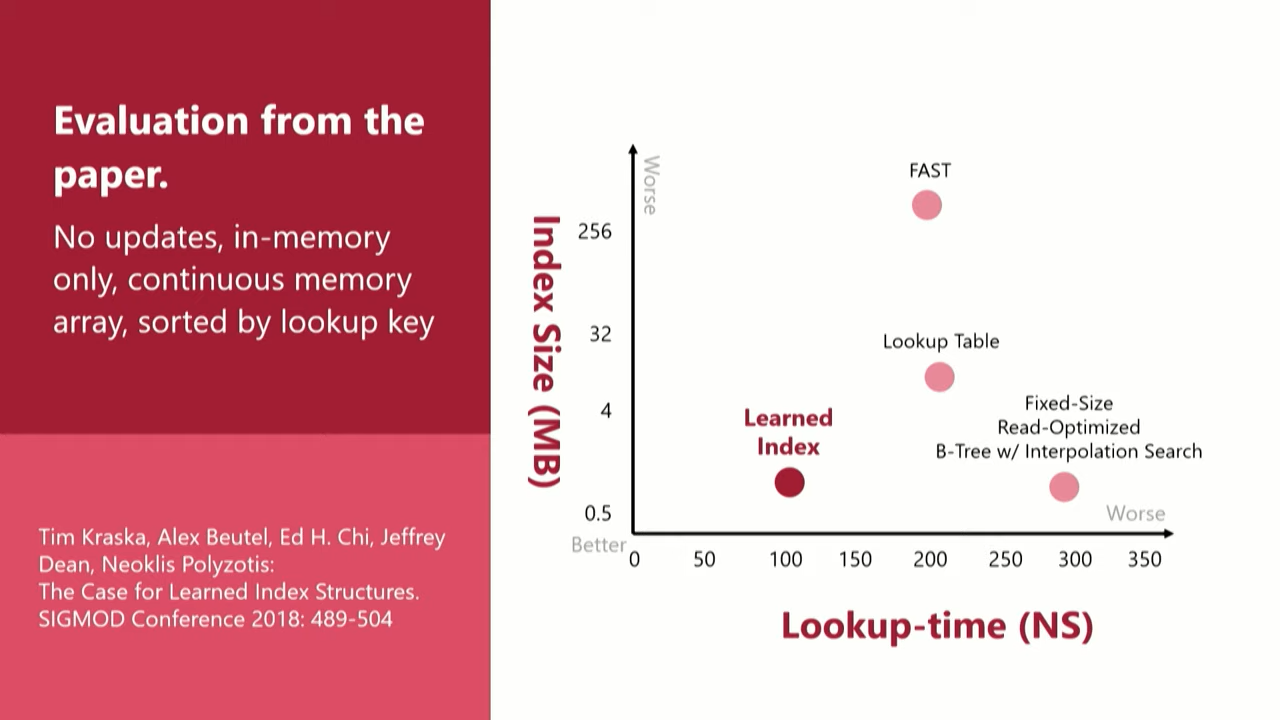 Evaluation from the
paper.
No updates, in-memory
only, continuous memory
array, sorted by lookup key
Tim Kraska, Alex Beutel, Ed H. Chi, Jeffrey
Dean, Neoklis Polyzotis:
The Case for Learned Index Structures.
SIGMOD Conference 2018: 489-504
Index Size (MB)
Worse
256
32
4
0.5
Better
FAST
Lookup Table
Learned
Index
Fixed-Size
Read-Optimized
B-Tree w/ Interpolation Search
Worse
0 50 100 150 200 250 300 350
Lookup-time (NS)